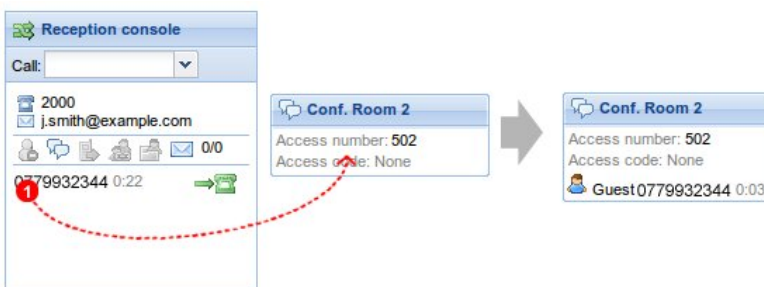 Reception console
Call:
2000
j.smith@example.com
0/0
0779932344 0:22
1
Conf. Room 2
Access number: 502
Access code: None
Conf. Room 2
Access number: 502
Access code: None
Guest 0779932344 0:03